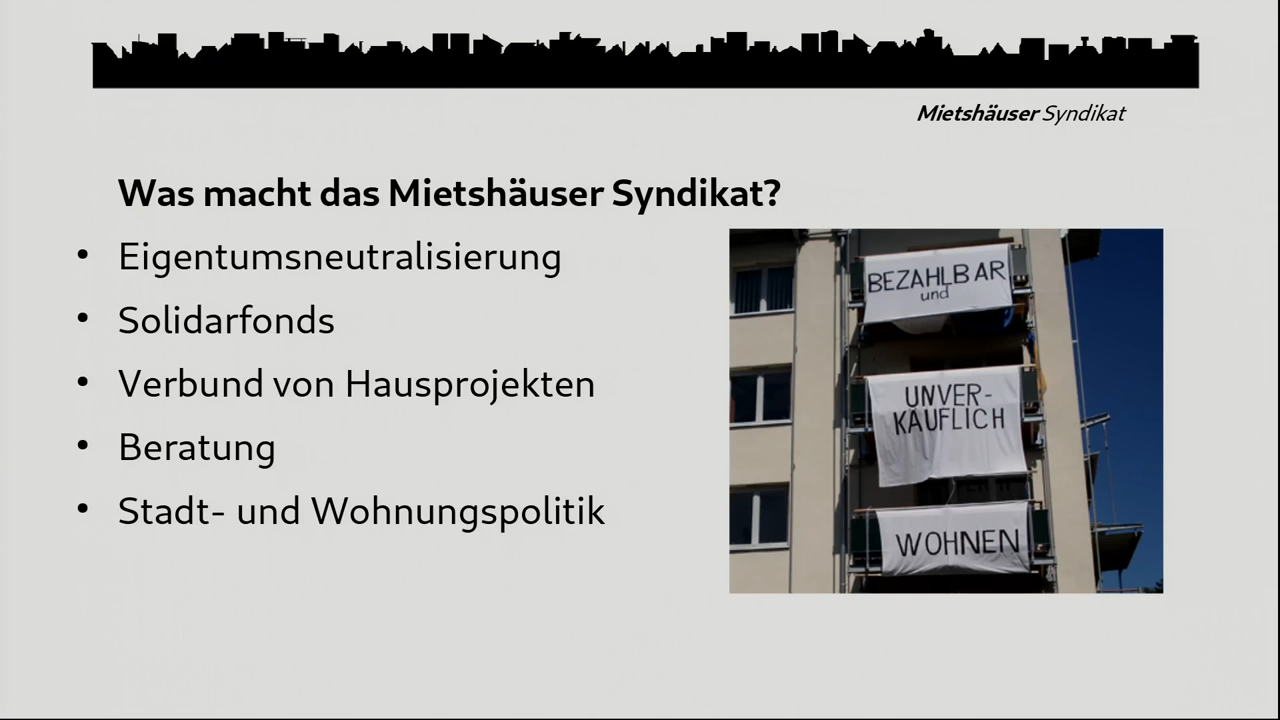 Mietshäuser Syndikat
Was macht das Mietshäuser Syndikat?
• Eigentumsneutralisierung
• Solidarfonds
• Verbund von Hausprojekten
• Beratung
• Stadt- und Wohnungspolitik
BEZAHLBAR
und
UNVER-
KÄUFLICH
WOHNEN